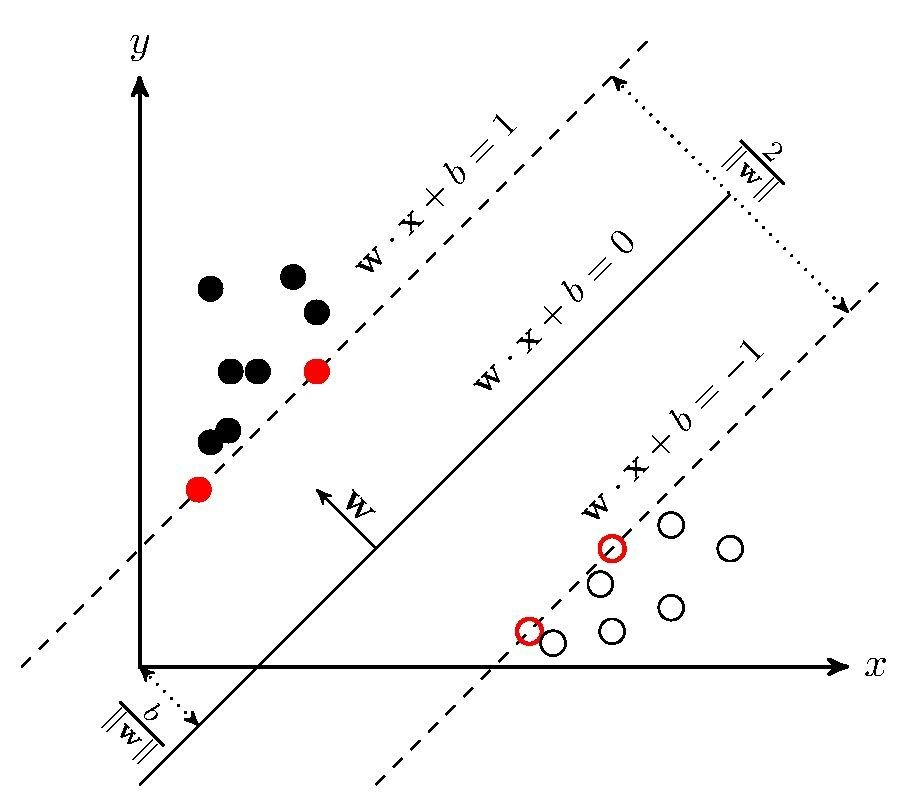 y
w · x + b = 1
2
‖w‖
w · x + b = 0
w · x + b = −1
w
x
b
‖w‖